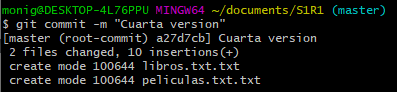 monig@DESKTOP-4L76PPU MINGW64 ~/documents/S1R1 (master)
$ git commit -m "Cuarta version"
[master (root-commit) a27d7cb] Cuarta version
 2 files changed, 10 insertions(+)
 create mode 100644 libros.txt.txt
 create mode 100644 peliculas.txt.txt